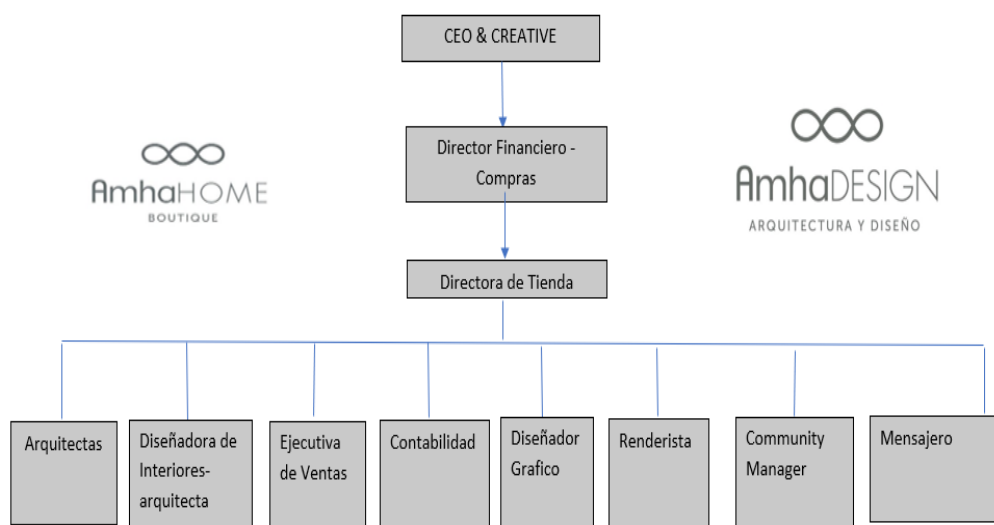 CEO & CREATIVE
Director Financiero -
Compras
AmhaHOME
BOUTIQUE
AmhaDESIGN
ARQUITECTURA Y DISEÑO
Directora de Tienda
Arquitectas
Diseñadora de
Interiores-
arquitecta
Ejecutiva
de Ventas
Contabilidad
Diseñador
Grafico
Renderista
Community
Manager
Mensajero